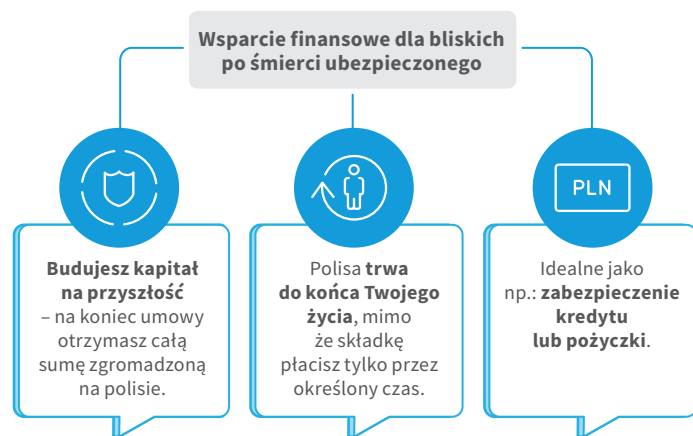 Wsparcie finansowe dla bliskich
po śmierci ubezpieczonego
Budujesz kapitał
na przyszłość
– na koniec umowy
otrzymasz całą
sumę zgromadzoną
na polisie.
Polisa trwa
do końca Twojego
życia, mimo
że składkę
płacisz tylko przez
określony czas.
PLN
Idealne jako
np.: zabezpieczenie
kredytu
lub pożyczki.